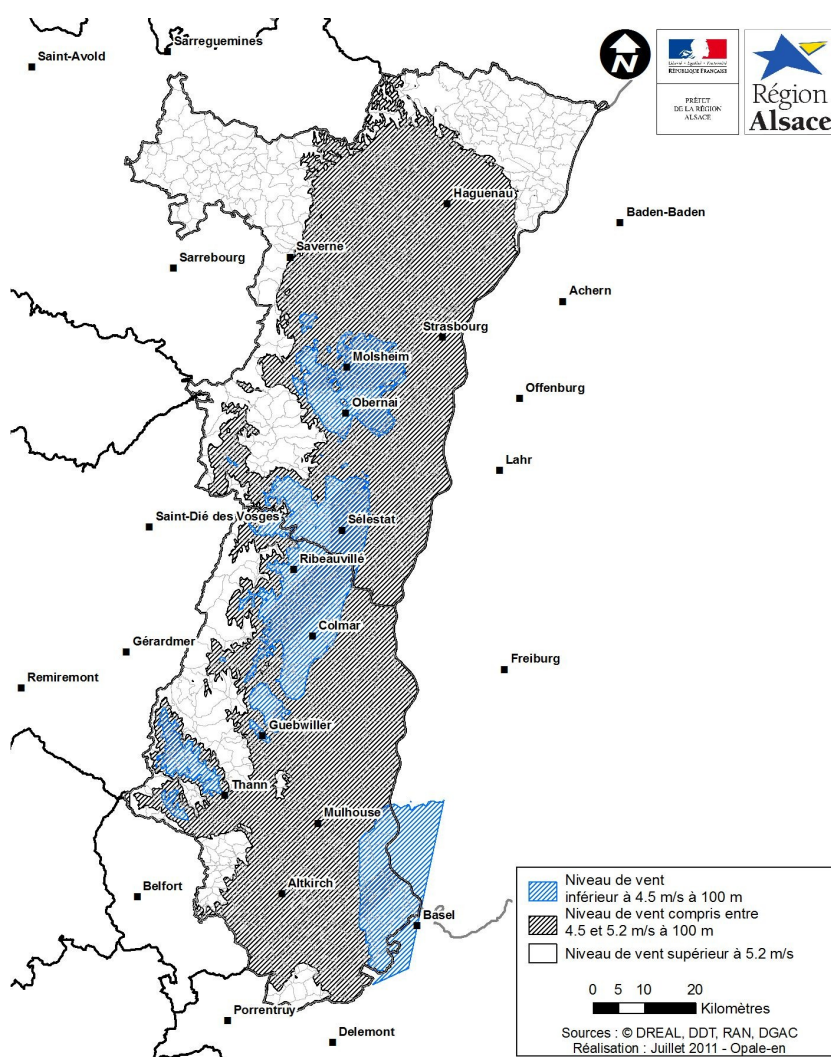 Sarreguemines
Saint-Avold
N
Liberté • Égalité • Fraternité
RÉPUBLIQUE FRANÇAISE
PRÉFET
DE LA RÉGION
ALSACE
Région
Alsace
Haguenau
Baden-Baden
Saverne
Sarrebourg
Achern
Strasbourg
Molsheim
Offenburg
Obernai
Lahr
Saint-Dié des Vosges
Sélestat
Ribeauvillé
Colmar
Gérardmer
Freiburg
Remiremont
Guebwiller
Thann
Mulhouse
Belfort
Altkirch
Basel
Porrentruy
Delemont
Niveau de vent
inférieur à 4.5 m/s à 100 m
Niveau de vent compris entre
4.5 et 5.2 m/s à 100 m
Niveau de vent supérieur à 5.2 m/s
0 5 10 20
Kilomètres
Sources : © DREAL, DDT, RAN, DGAC
Réalisation : Juillet 2011 - Opale-en